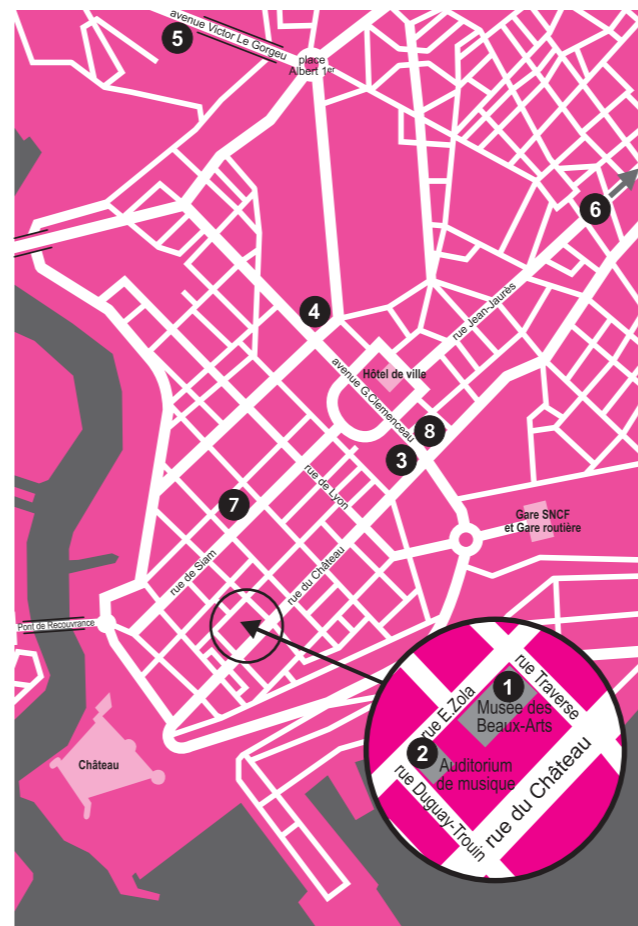 avenue Victor Le Gorgeu
5
place
Albert 1er
6
rue Jean-Jaurès
4
Hôtel de ville
avenue G.Clemenceau
8
3
rue de Lyon
7
Gare SNCF
et Gare routière
rue de Siam
rue du Château
Pont de Recouvrance
Château
1
rue Traverse
Musée des
Beaux-Arts
rue E.Zola
2
Auditorium
de musique
rue Duguay-Trouin
rue du Château